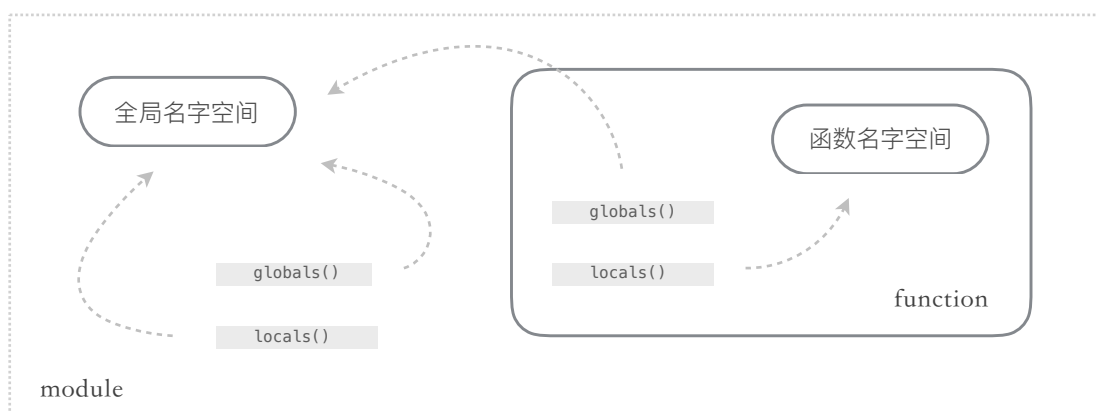 全局名字空间
函数名字空间
globals()
locals()
globals()
locals()
function
module